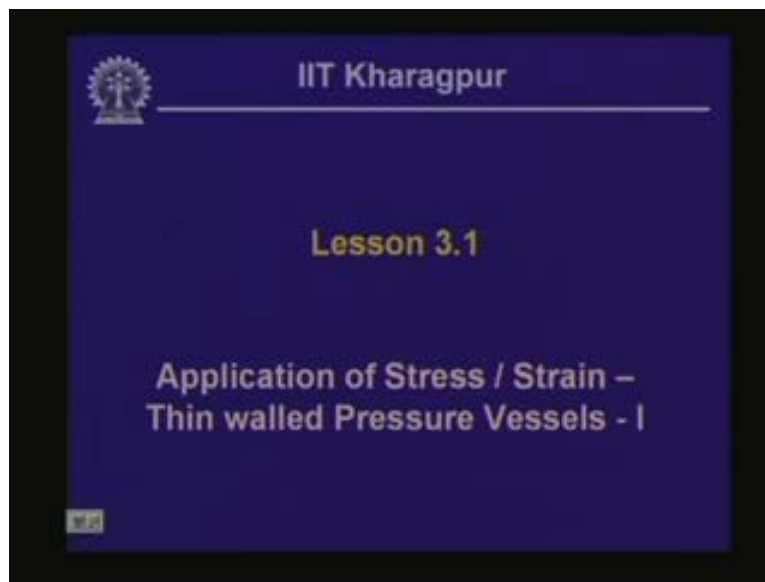 IIT Kharagpur
Lesson 3.1
Application of Stress / Strain –
Thin walled Pressure Vessels - I